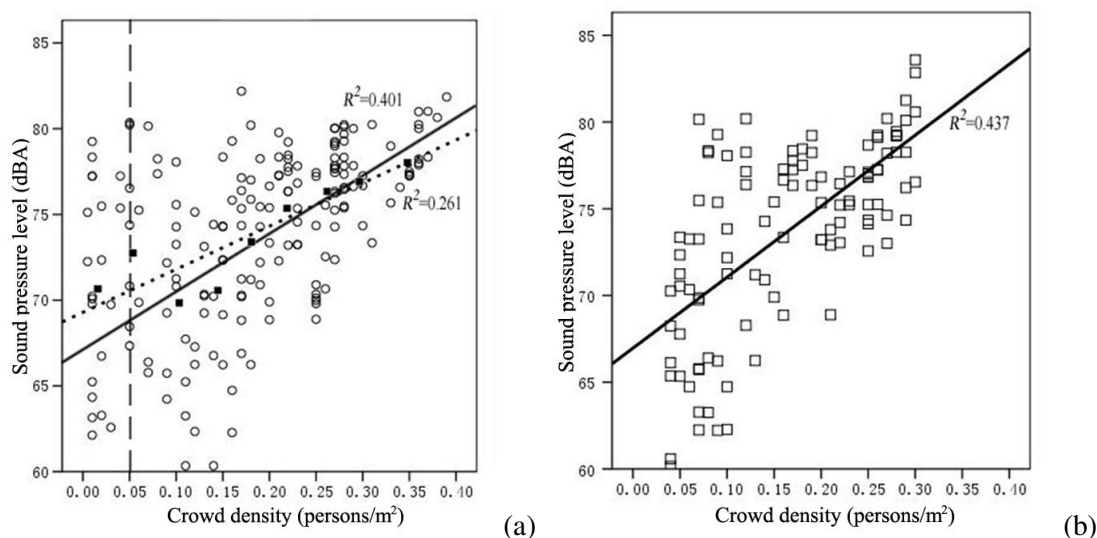 85
80
75
70
65
60
Sound pressure level (dBA)
R²=0.401
R²=0.261
0.00 0.05 0.10 0.15 0.20 0.25 0.30 0.35 0.40
Crowd density (persons/m²)
(a)
85
80
75
70
65
60
Sound pressure level (dBA)
R²=0.437
0.00 0.05 0.10 0.15 0.20 0.25 0.30 0.35 0.40
Crowd density (persons/m²)
(b)